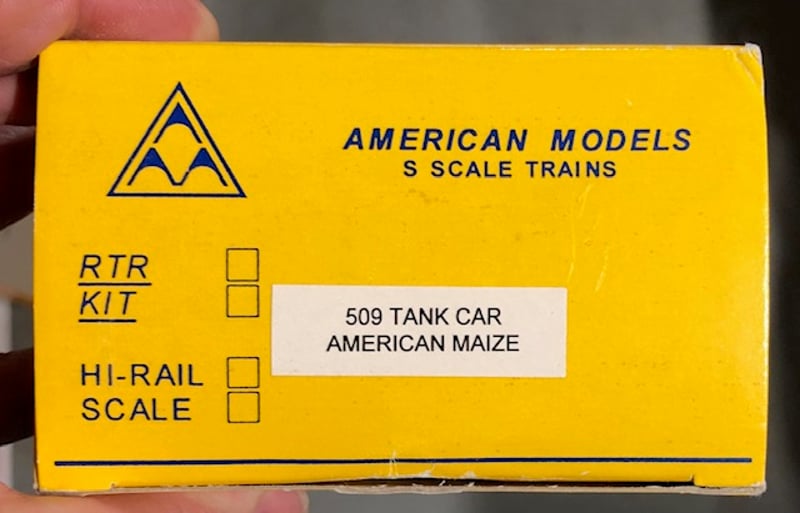 AMERICAN MODELS
S SCALE TRAINS
RTR
KIT
509 TANK CAR
AMERICAN MAIZE
HI-RAIL
SCALE